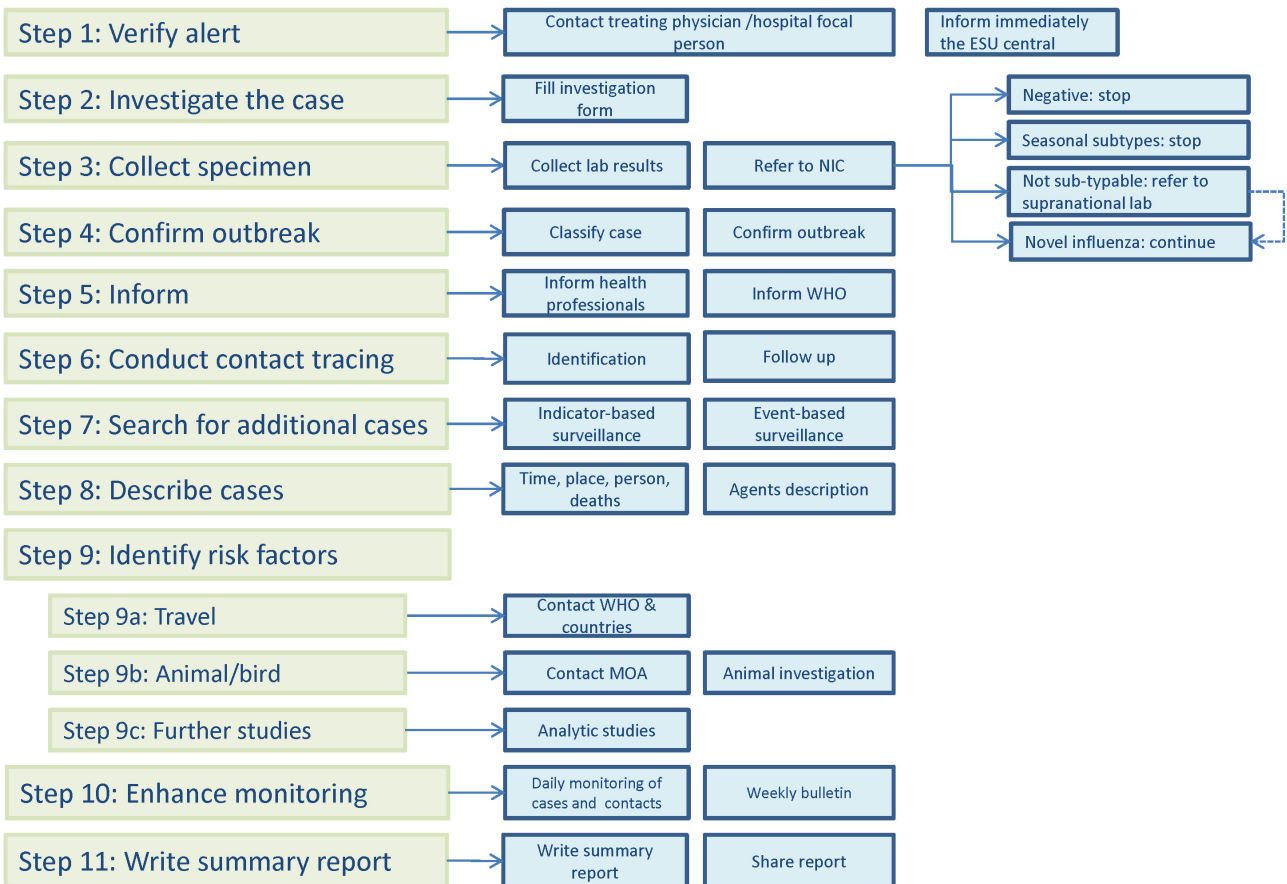 Step 1: Verify alert
Contact treating physician /hospital focal
person
Inform immediately
the ESU central
Step 2: Investigate the case
Fill investigation
form
Negative: stop
Step 3: Collect specimen
Collect lab results
Refer to NIC
Seasonal subtypes: stop
Not sub-typable: refer to
supranational lab
Novel influenza: continue
Step 4: Confirm outbreak
Classify case
Confirm outbreak
Step 5: Inform
Inform health
professionals
Inform WHO
Step 6: Conduct contact tracing
Identification
Follow up
Step 7: Search for additional cases
Indicator-based
surveillance
Event-based
surveillance
Step 8: Describe cases
Time, place, person,
deaths
Agents description
Step 9: Identify risk factors
Step 9a: Travel
Contact WHO &
countries
Step 9b: Animal/bird
Contact MOA
Animal investigation
Step 9c: Further studies
Analytic studies
Step 10: Enhance monitoring
Daily monitoring of
cases and contacts
Weekly bulletin
Step 11: Write summary report
Write summary
report
Share report